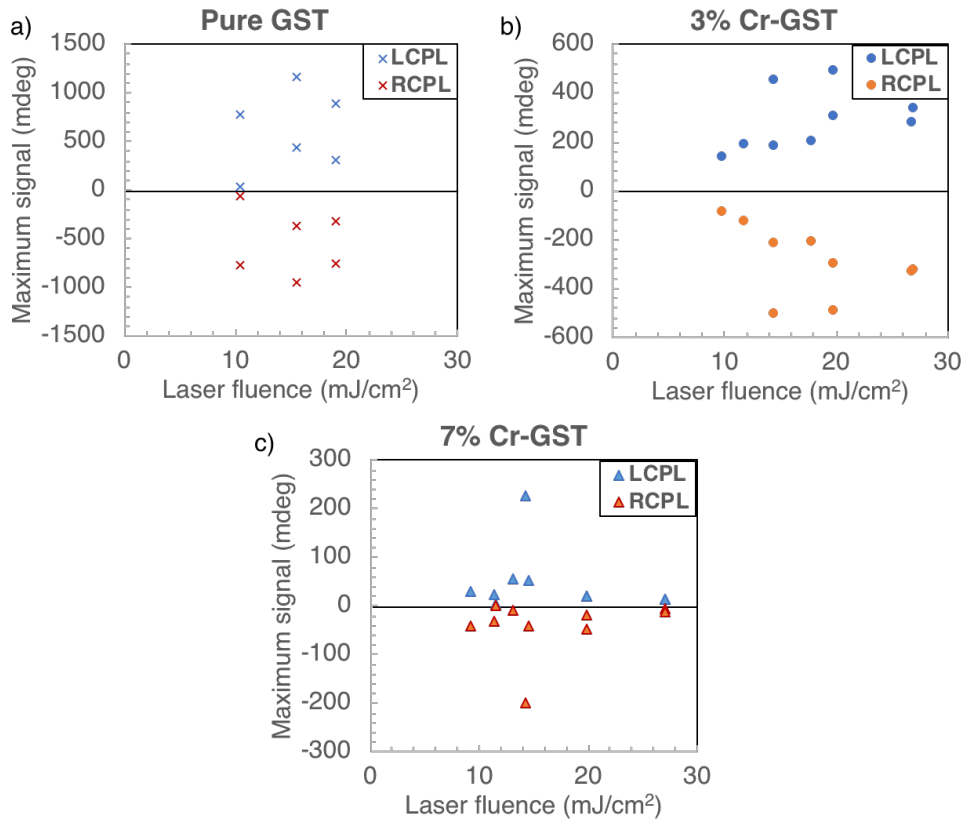 a)
Pure GST
Maximum signal (mdeg)
1500
1000
500
0
-500
-1000
-1500
LCPL
RCPL
0 10 20 30
Laser fluence (mJ/cm²)
b)
3% Cr-GST
Maximum signal (mdeg)
600
400
200
0
-200
-400
-600
LCPL
RCPL
0 10 20 30
Laser fluence (mJ/cm²)
c)
7% Cr-GST
Maximum signal (mdeg)
300
200
100
0
-100
-200
-300
LCPL
RCPL
0 10 20 30
Laser fluence (mJ/cm²)